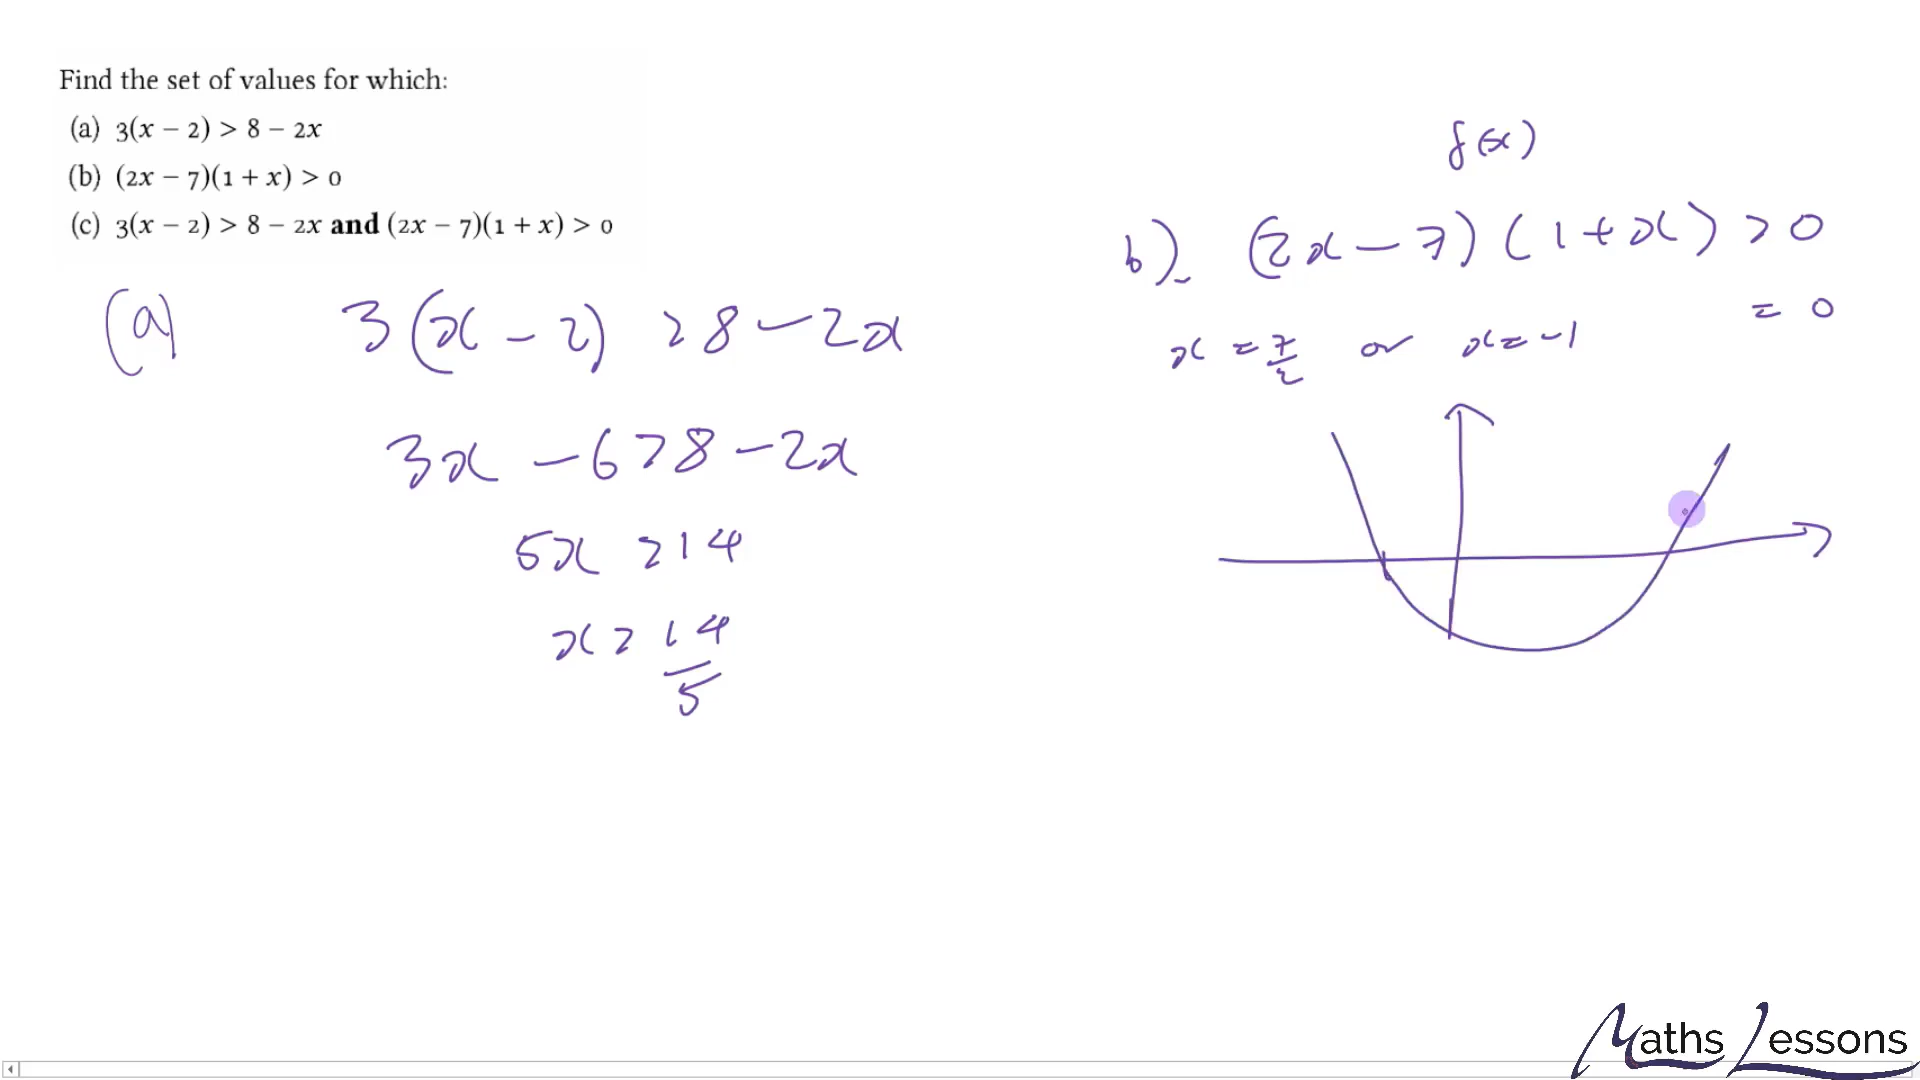 Find the set of values for which:
(a) 3(x − 2) > 8 − 2x
(b) (2x − 7)(1 + x) > 0
(c) 3(x − 2) > 8 − 2x and (2x − 7)(1 + x) > 0
(a) 3(x − 2) > 8 − 2x
3x − 6 > 8 − 2x
5x > 14
x > 14/5
f(x)
b). (2x − 7)(1 + x) > 0
= 0
x = 7/2 or x = −1
Maths Lessons